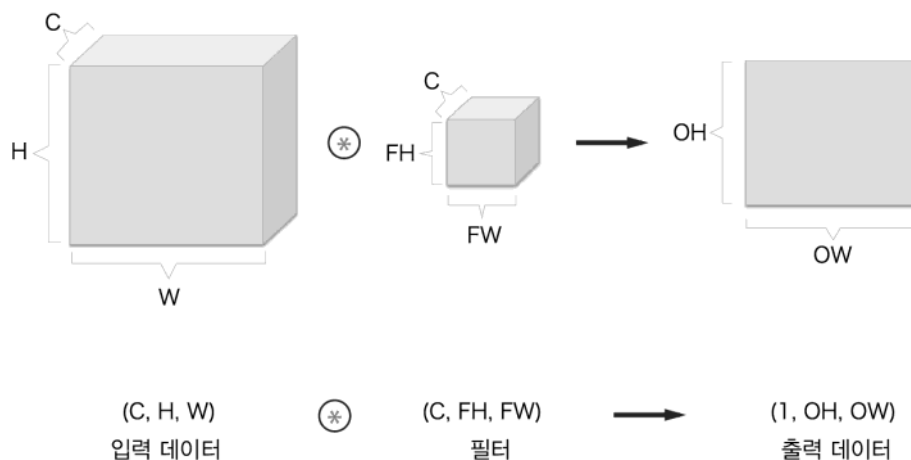 C
H
W
C
FH
FW
OH
OW
(C, H, W)
(C, FH, FW)
(1, OH, OW)
입력 데이터
필터
출력 데이터